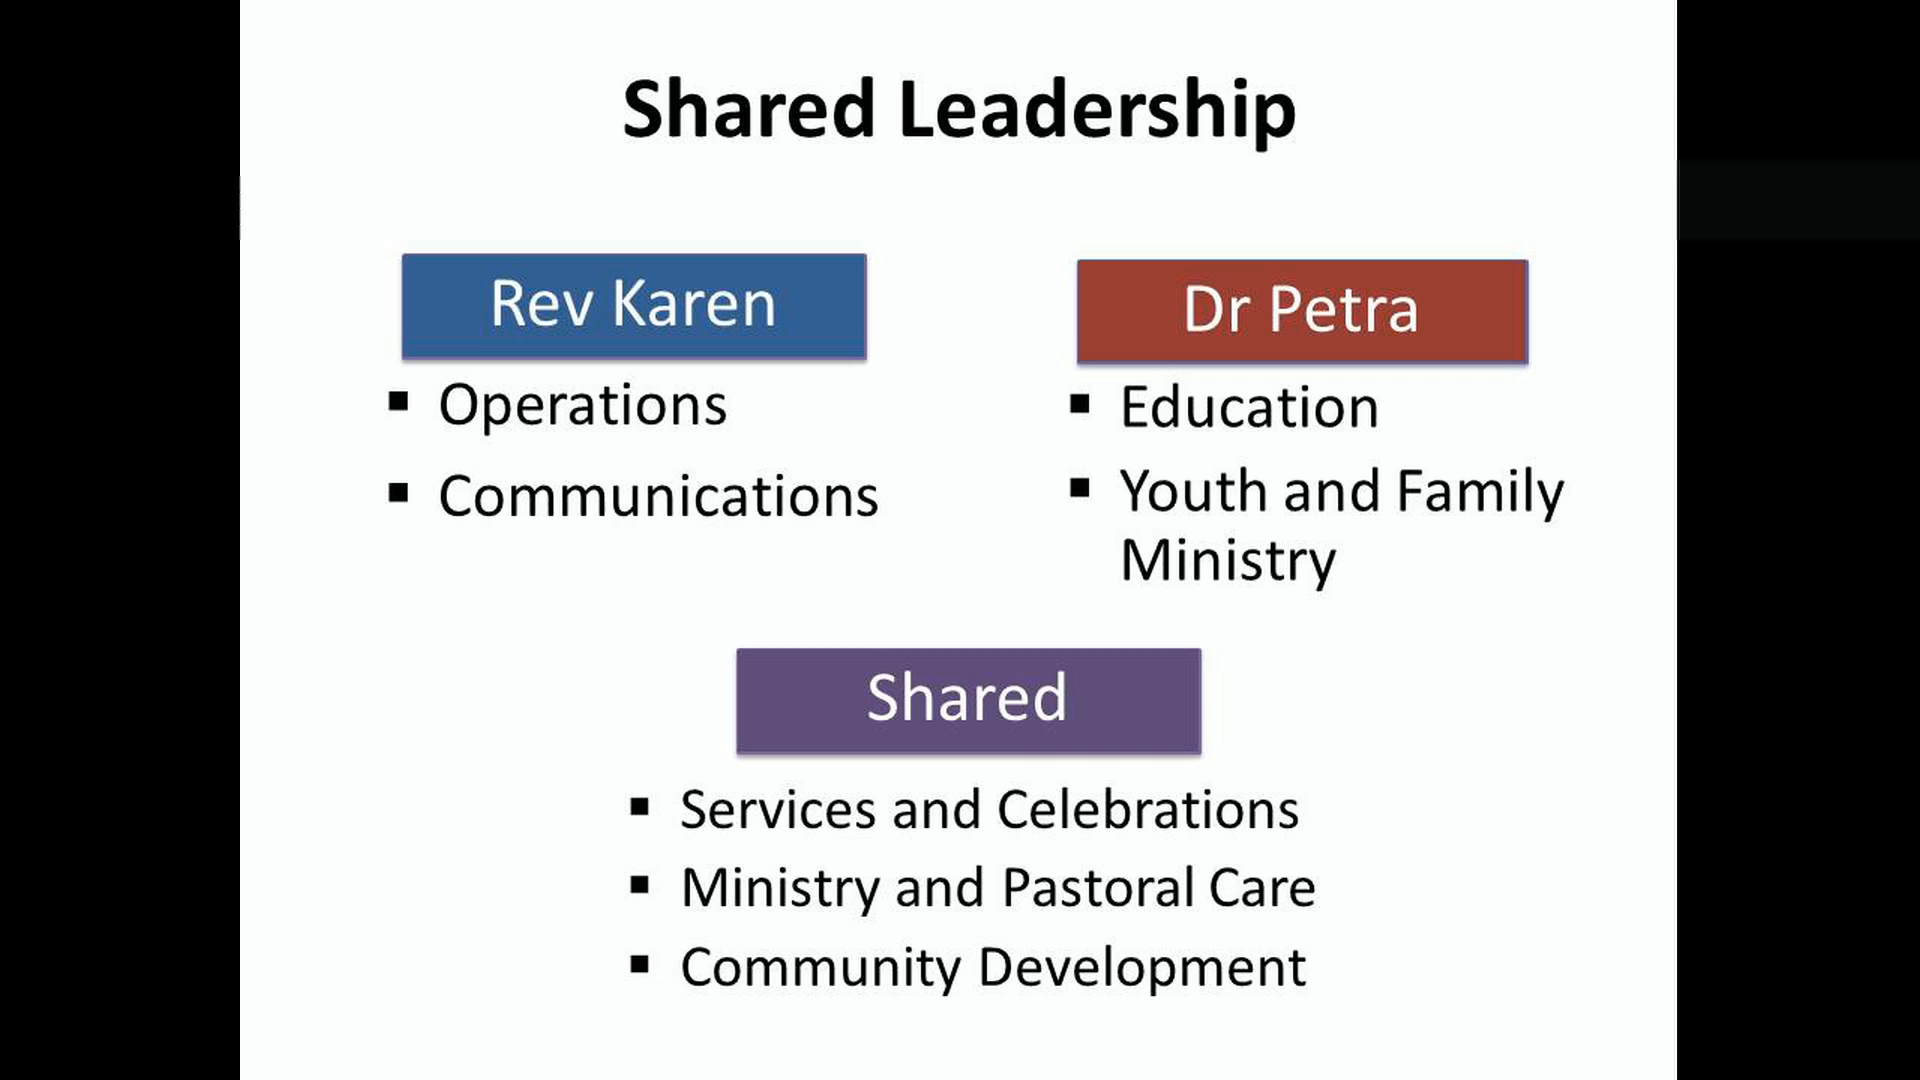 Shared Leadership
Rev Karen
▪ Operations
▪ Communications
Dr Petra
▪ Education
▪ Youth and Family
Ministry
Shared
▪ Services and Celebrations
▪ Ministry and Pastoral Care
▪ Community Development